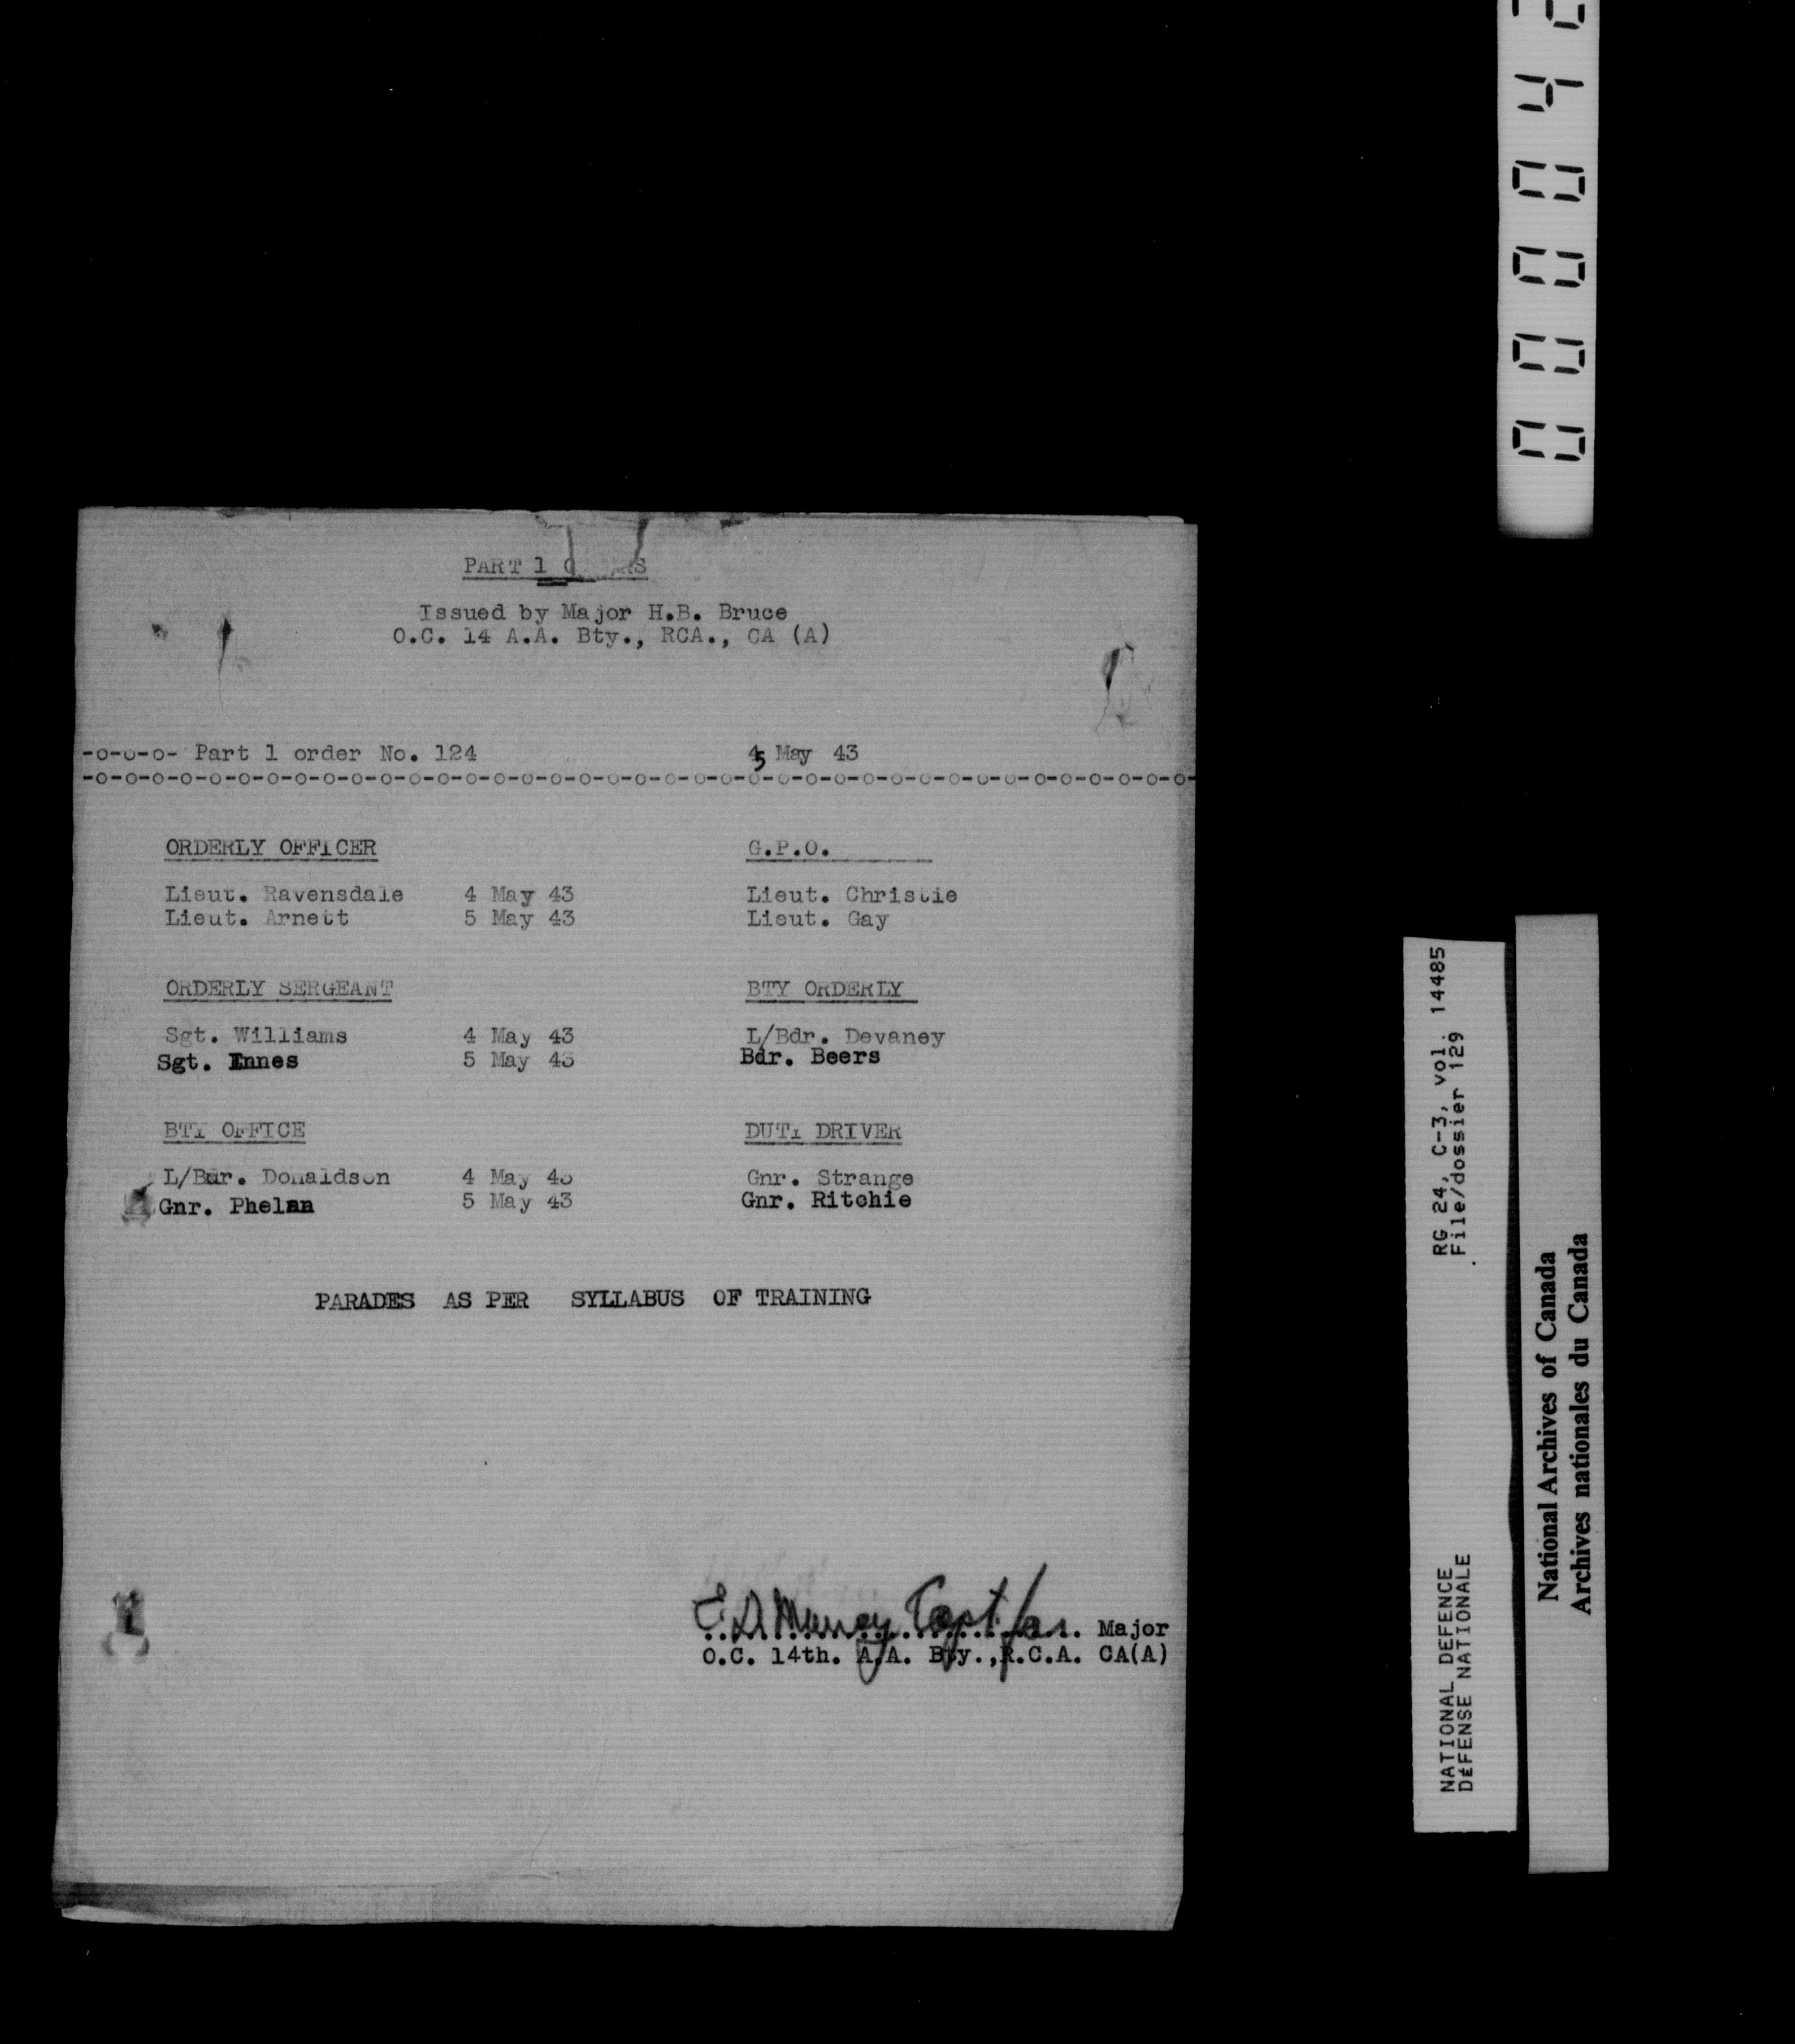 PART 1 O    RS
Issued by Major H.B. Bruce
O.C. 14 A.A. Bty., RCA., CA (A)
-o-o-o- Part 1 order No. 124 5 May 43
-o-o-o-o-o-o-o-o-o-o-o-o-o-o-o-o-o-o-o-o-o-o-o-o-o-o-o-o-o-o-o-o-o-o-o-o-o-o-o-
ORDERLY OFFICER G.P.O.
Lieut. Ravensdale 4 May 43 Lieut. Christie
Lieut. Arnett 5 May 43 Lieut. Gay
ORDERLY SERGEANT BTY ORDERLY
Sgt. Williams 4 May 43 L/Bdr. Devaney
Sgt. Innes 5 May 43 Bdr. Beers
BTY OFFICE DUTY DRIVER
L/Bdr. Donaldson 4 May 43 Gnr. Strange
Gnr. Phelan 5 May 43 Gnr. Ritchie
PARADES AS PER SYLLABUS OF TRAINING
E.D. Murray Capt for Major
O.C. 14th. A.A. Bty.,R.C.A. CA(A)
NATIONAL DEFENCE RG 24, C-3, vol. 14485
DÉFENSE NATIONALE File/dossier 129
National Archives of Canada
Archives nationales du Canada